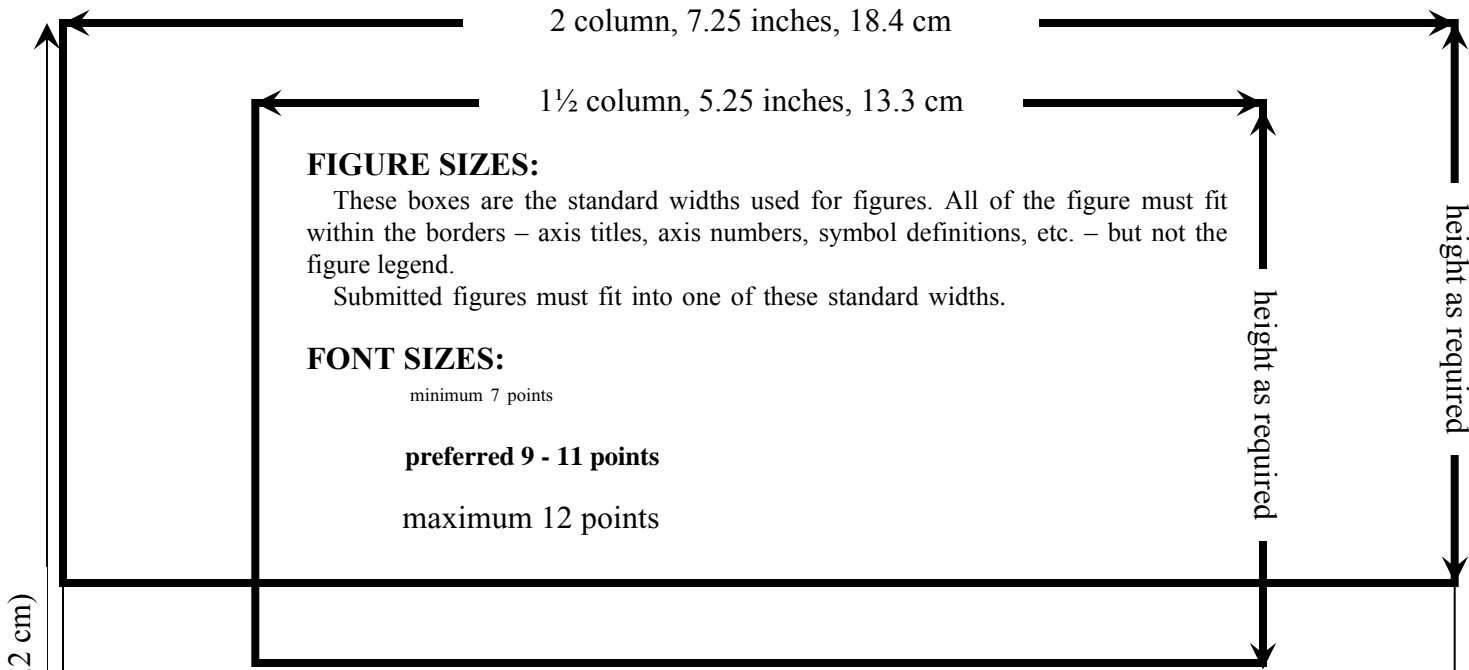 2 column, 7.25 inches, 18.4 cm
1½ column, 5.25 inches, 13.3 cm
FIGURE SIZES:
These boxes are the standard widths used for figures. All of the figure must fit
within the borders – axis titles, axis numbers, symbol definitions, etc. – but not the
figure legend.
Submitted figures must fit into one of these standard widths.
FONT SIZES:
minimum 7 points
preferred 9 - 11 points
maximum 12 points
height as required
height as required
2 cm)